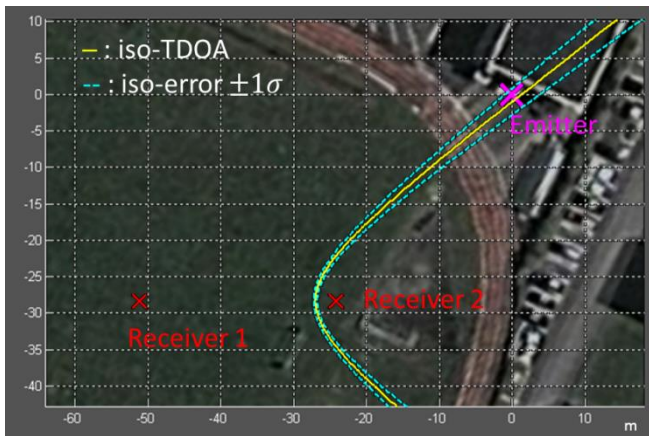 — : iso-TDOA
-- : iso-error ±1σ
10
5
0
-5
-10
-15
-20
-25
-30
-35
-40
Emitter
Receiver 2
Receiver 1
-60 -50 -40 -30 -20 -10 0 10
m